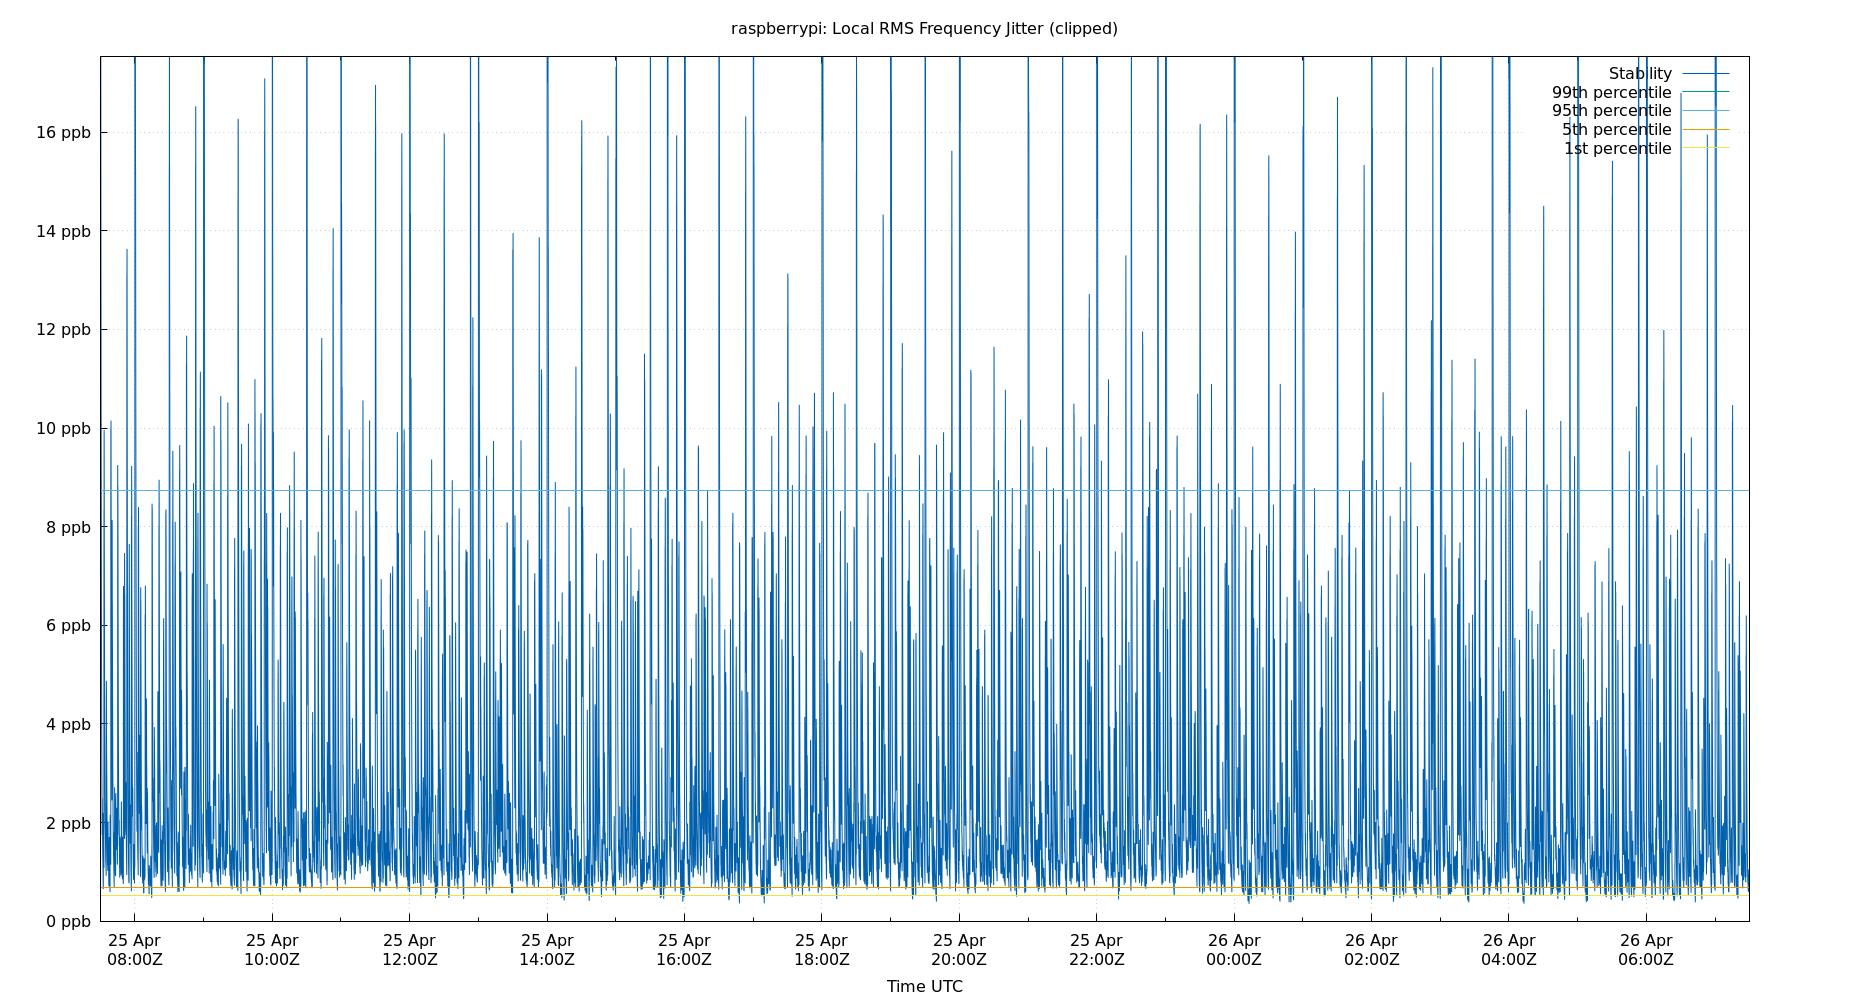 raspberrypi: Local RMS Frequency Jitter (clipped)
Stability
99th percentile
95th percentile
5th percentile
1st percentile
16 ppb
14 ppb
12 ppb
10 ppb
8 ppb
6 ppb
4 ppb
2 ppb
0 ppb
25 Apr 25 Apr 25 Apr 25 Apr 25 Apr 25 Apr 25 Apr 25 Apr 26 Apr 26 Apr 26 Apr 26 Apr
08:00Z 10:00Z 12:00Z 14:00Z 16:00Z 18:00Z 20:00Z 22:00Z 00:00Z 02:00Z 04:00Z 06:00Z
Time UTC